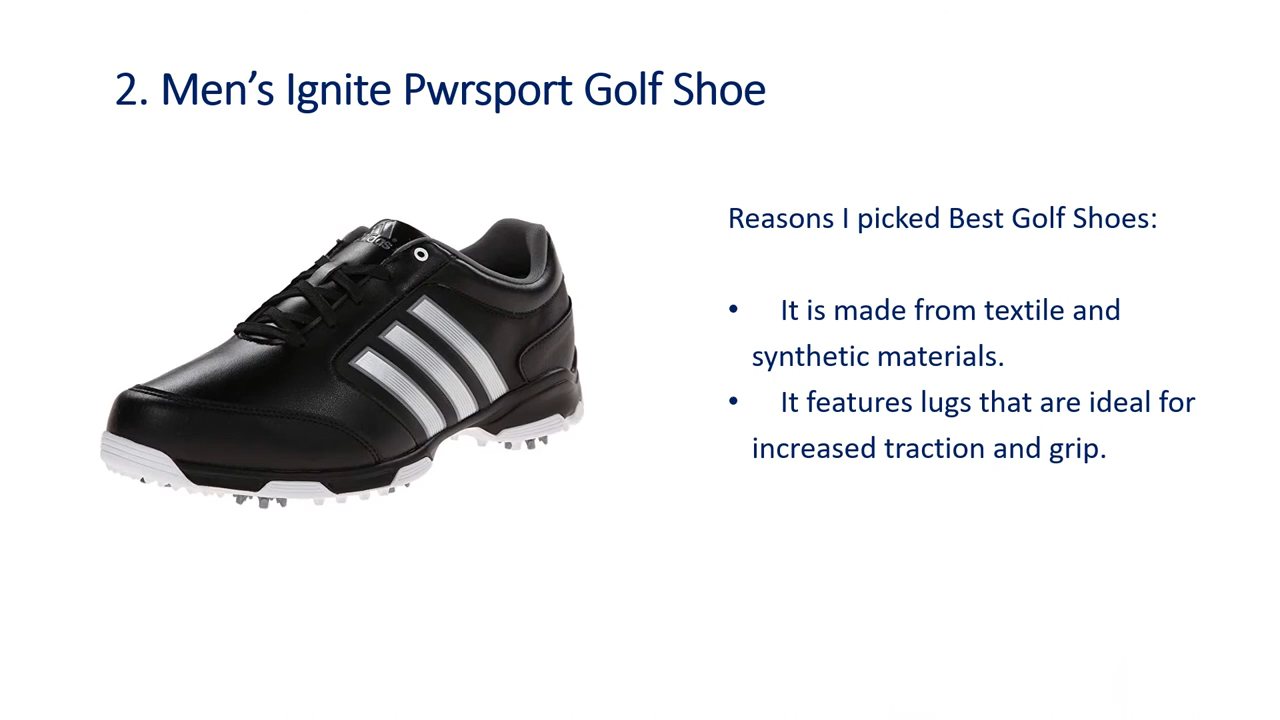 2. Men’s Ignite Pwrsport Golf Shoe
Reasons I picked Best Golf Shoes:
• It is made from textile and
synthetic materials.
• It features lugs that are ideal for
increased traction and grip.
adidas